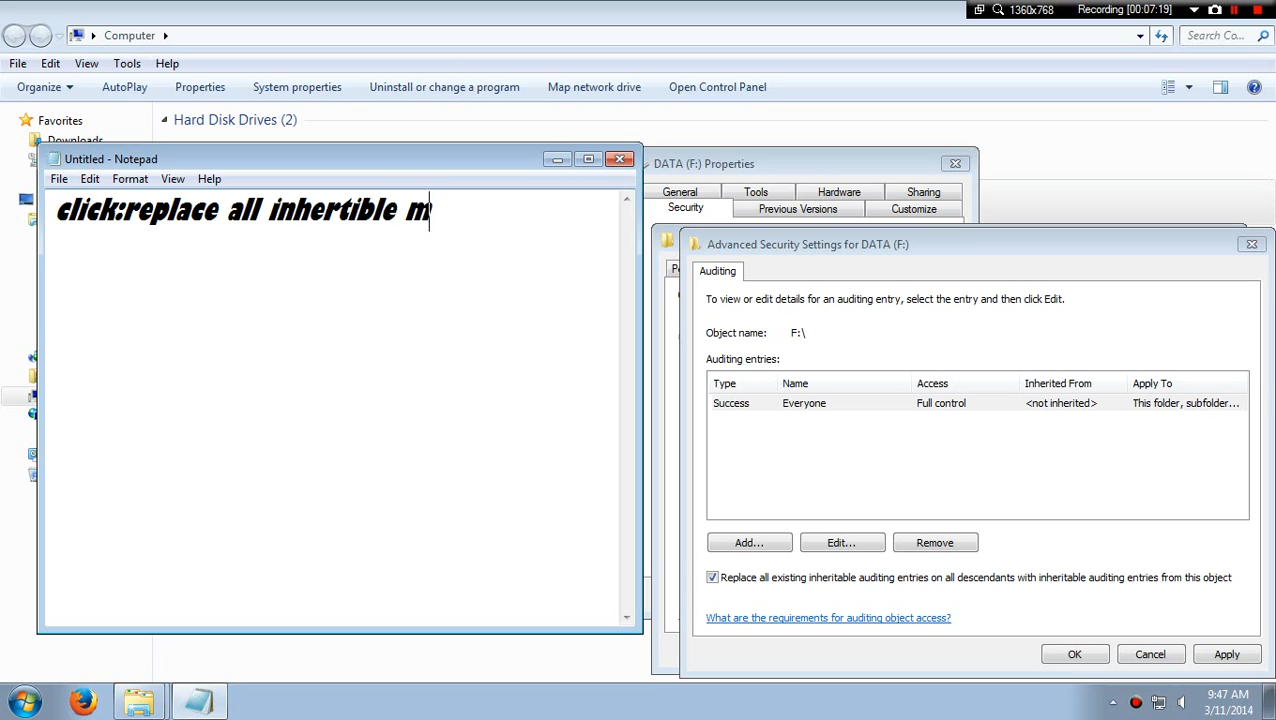 1360x768 Recording [00:07:19]
Computer
Search Co...
File Edit View Tools Help
Organize AutoPlay Properties System properties Uninstall or change a program Map network drive Open Control Panel
Favorites
Hard Disk Drives (2)
Downloads
Untitled - Notepad
File Edit Format View Help
click:replace all inhertible m
DATA (F:) Properties
General Tools Hardware Sharing
Security Previous Versions Customize
Advanced Security Settings for DATA (F:)
Auditing
To view or edit details for an auditing entry, select the entry and then click Edit.
Object name: F:\
Auditing entries:
Type Name Access Inherited From Apply To
Success Everyone Full control <not inherited> This folder, subfolder...
Add... Edit... Remove
Replace all existing inheritable auditing entries on all descendants with inheritable auditing entries from this object
What are the requirements for auditing object access?
OK Cancel Apply
9:47 AM
3/11/2014